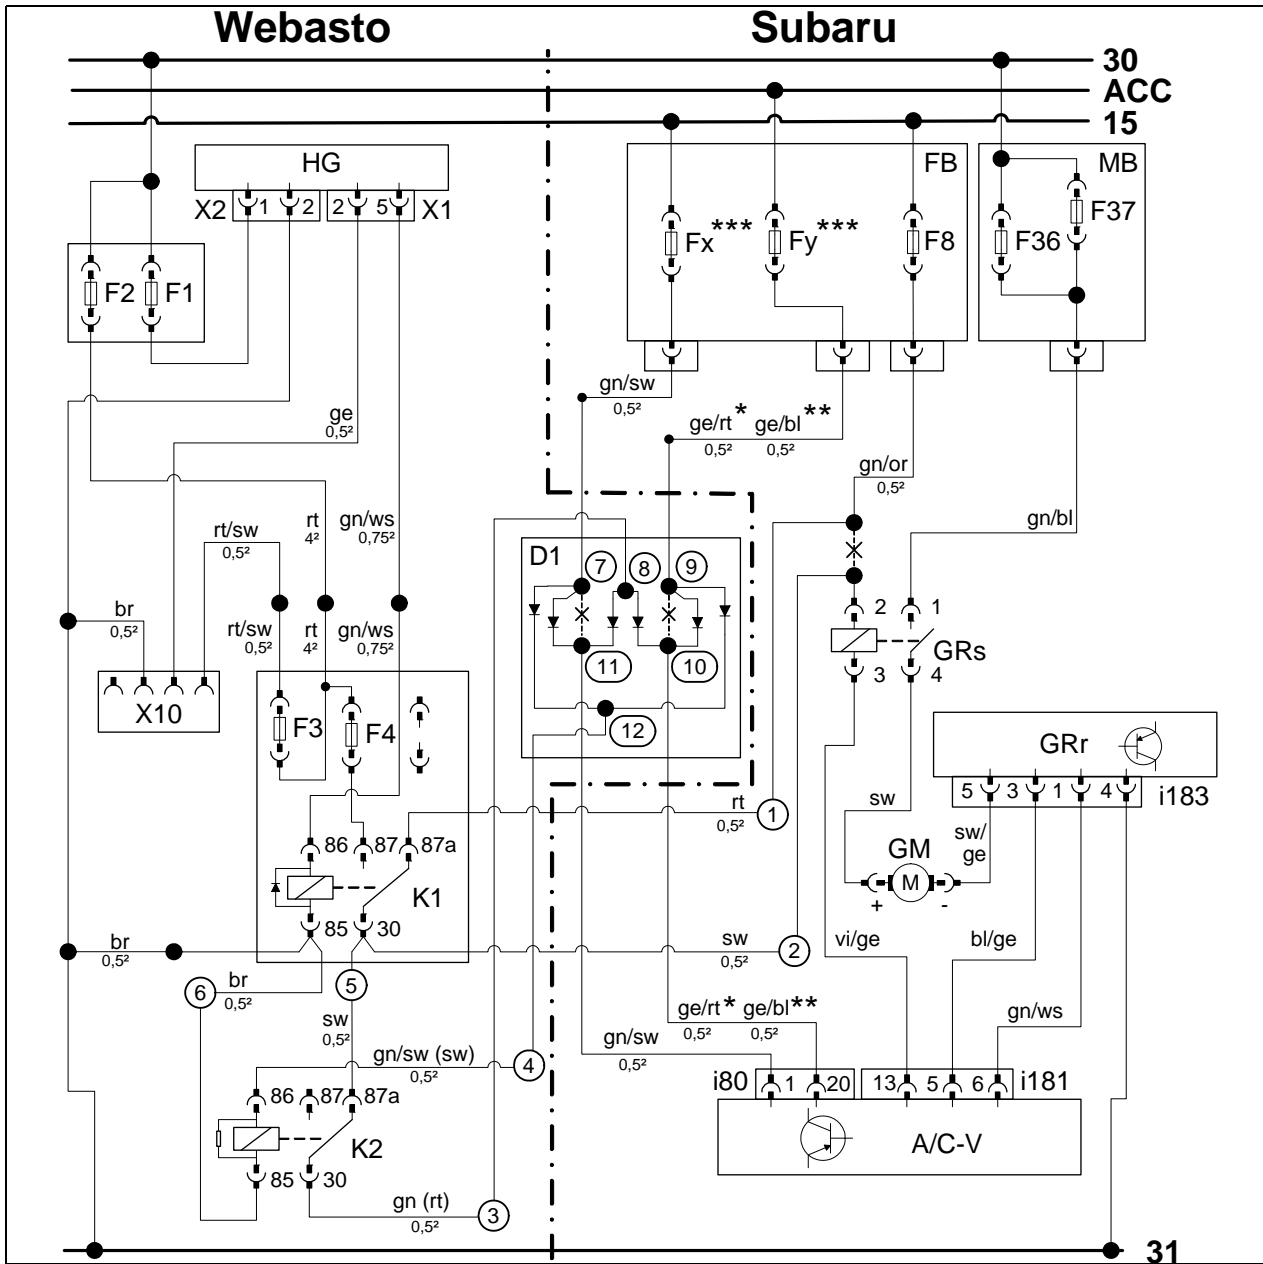 Webasto
Subaru
30
ACC
15
HG
FB
MB
X2
1
2
2
5
X1
F2
F1
Fx***
Fy***
F8
F36
F37
gn/sw
0,5²
ge
0,5²
ge/rt*
0,5²
ge/bl**
0,5²
gn/or
0,5²
gn/bl
rt/sw
0,5²
rt
4²
gn/ws
0,75²
D1
7
8
9
br
0,5²
rt/sw
0,5²
rt
4²
gn/ws
0,75²
2
1
GRs
3
4
11
10
12
X10
F3
F4
GRr
5
3
1
4
i183
rt
0,5²
1
sw
sw/
ge
86
87
87a
GM
M
+
-
K1
85
30
br
0,5²
sw
0,5²
2
vi/ge
bl/ge
6
br
0,5²
5
sw
0,5²
ge/rt*
0,5²
ge/bl**
0,5²
gn/ws
gn/sw
0,5²
gn/sw (sw)
0,5²
4
i80
1
20
13
5
6
i181
86
87
87a
A/C-V
K2
85
30
gn (rt)
0,5²
3
31